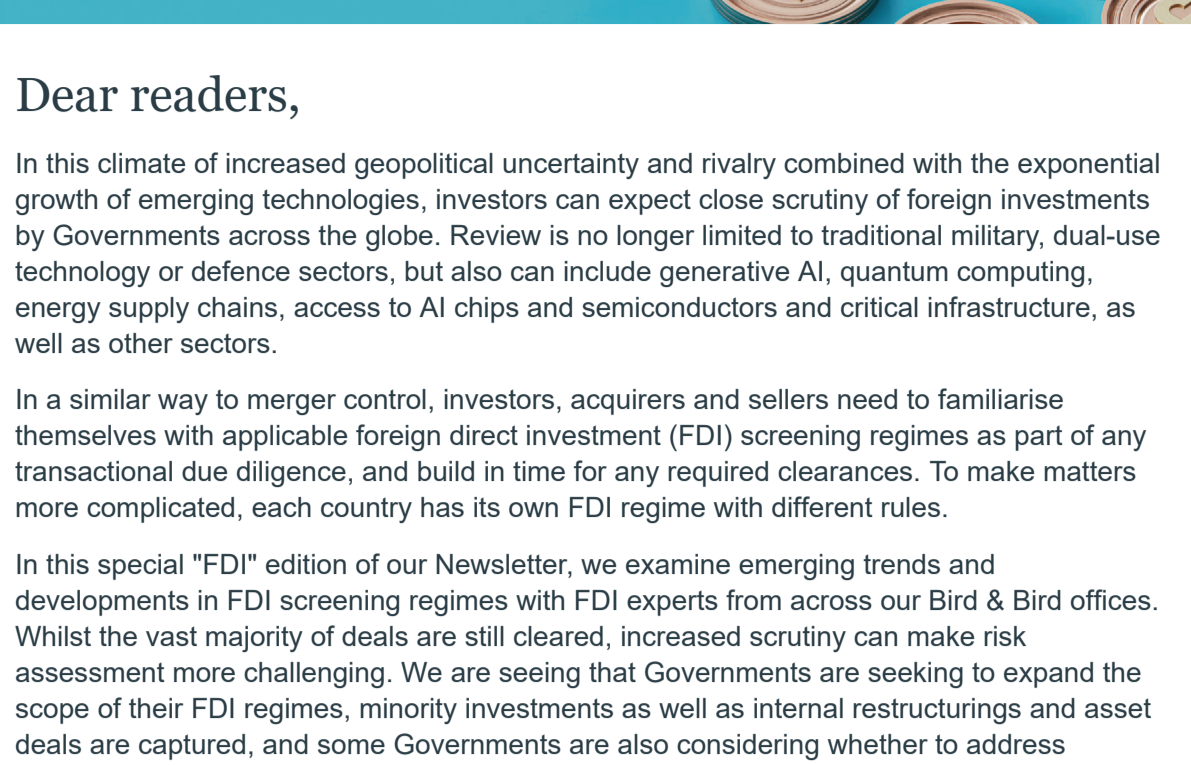 Dear readers,
In this climate of increased geopolitical uncertainty and rivalry combined with the exponential
growth of emerging technologies, investors can expect close scrutiny of foreign investments
by Governments across the globe. Review is no longer limited to traditional military, dual-use
technology or defence sectors, but also can include generative AI, quantum computing,
energy supply chains, access to AI chips and semiconductors and critical infrastructure, as
well as other sectors.
In a similar way to merger control, investors, acquirers and sellers need to familiarise
themselves with applicable foreign direct investment (FDI) screening regimes as part of any
transactional due diligence, and build in time for any required clearances. To make matters
more complicated, each country has its own FDI regime with different rules.
In this special "FDI" edition of our Newsletter, we examine emerging trends and
developments in FDI screening regimes with FDI experts from across our Bird & Bird offices.
Whilst the vast majority of deals are still cleared, increased scrutiny can make risk
assessment more challenging. We are seeing that Governments are seeking to expand the
scope of their FDI regimes, minority investments as well as internal restructurings and asset
deals are captured, and some Governments are also considering whether to address